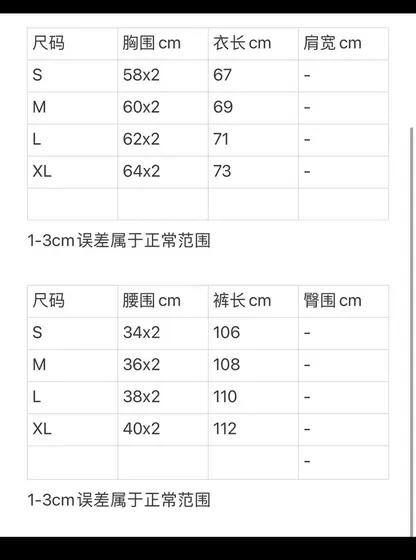 尺码 胸围cm 衣长cm 肩宽cm
S 58x2 67 -
M 60x2 69 -
L 62x2 71 -
XL 64x2 73 -
1-3cm误差属于正常范围
尺码 腰围cm 裤长cm 臀围cm
S 34x2 106 -
M 36x2 108 -
L 38x2 110 -
XL 40x2 112 -
-
1-3cm误差属于正常范围